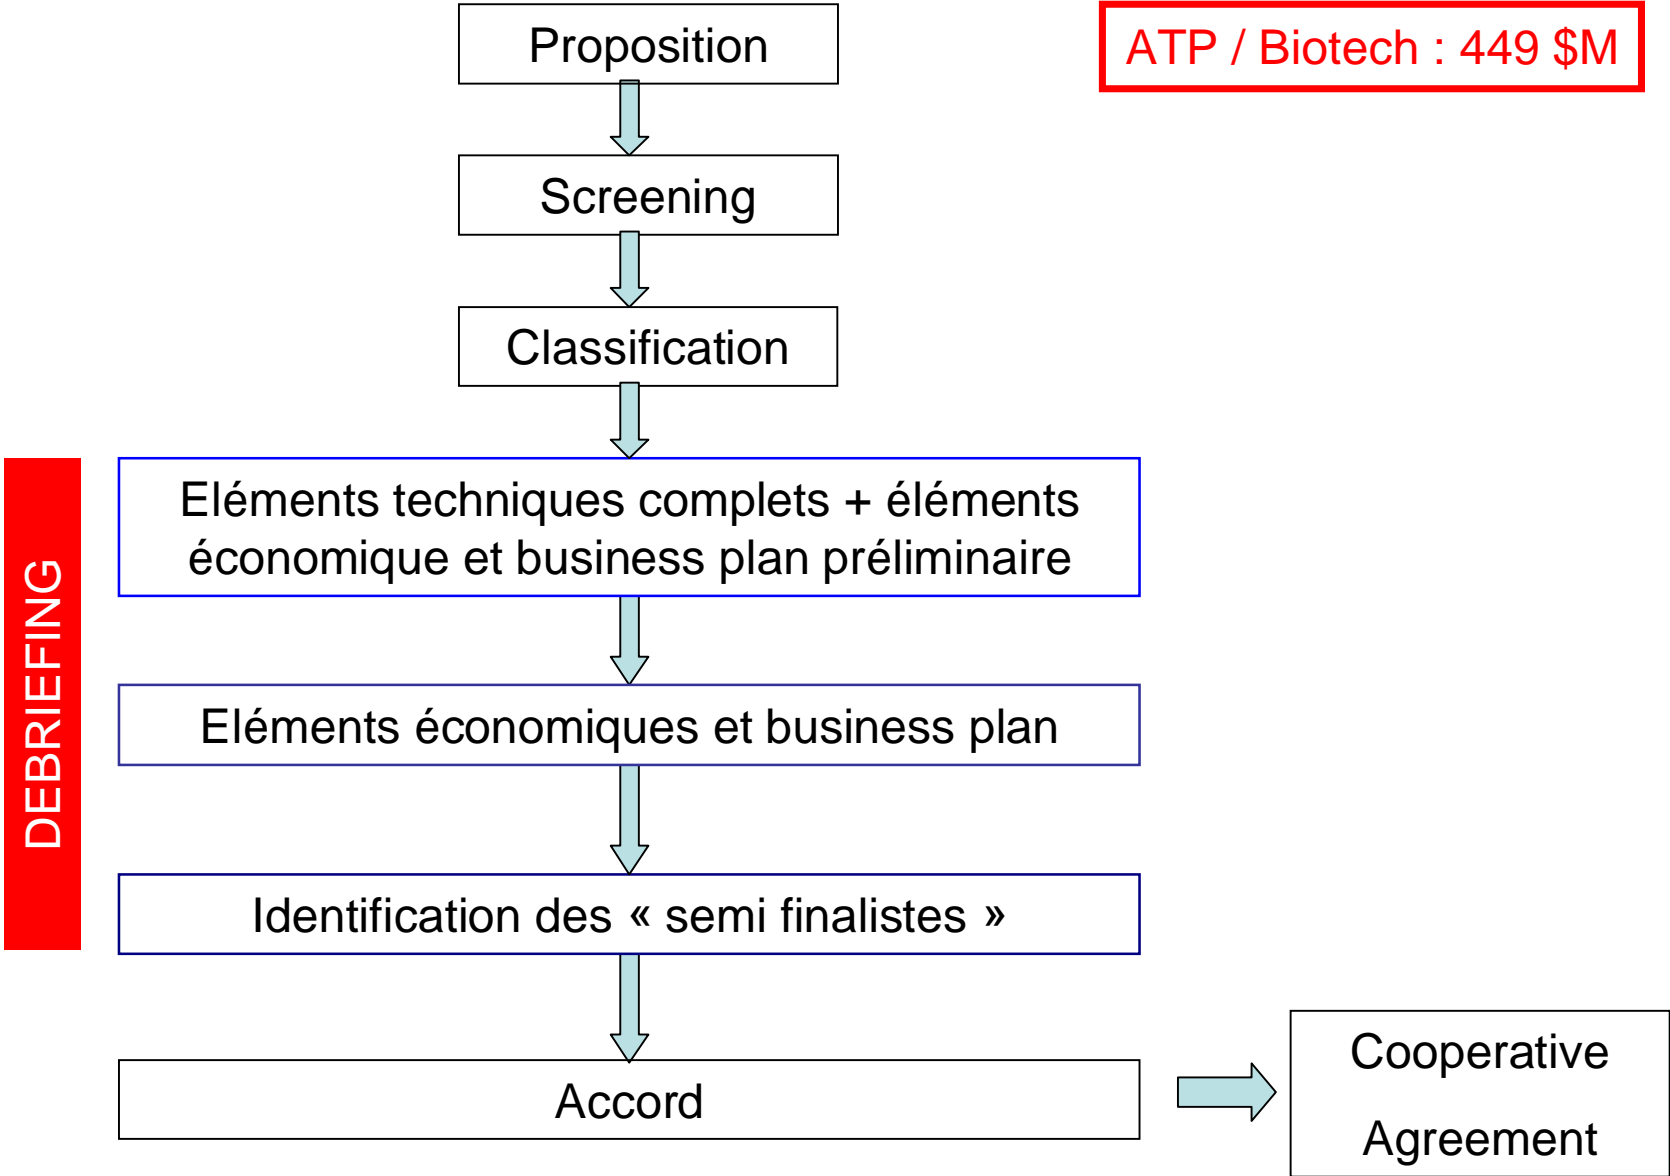 Proposition
ATP / Biotech : 449 $M
Screening
Classification
DEBRIEFING
Eléments techniques complets + éléments
économique et business plan préliminaire
Eléments économiques et business plan
Identification des « semi finalistes »
Accord
Cooperative
Agreement